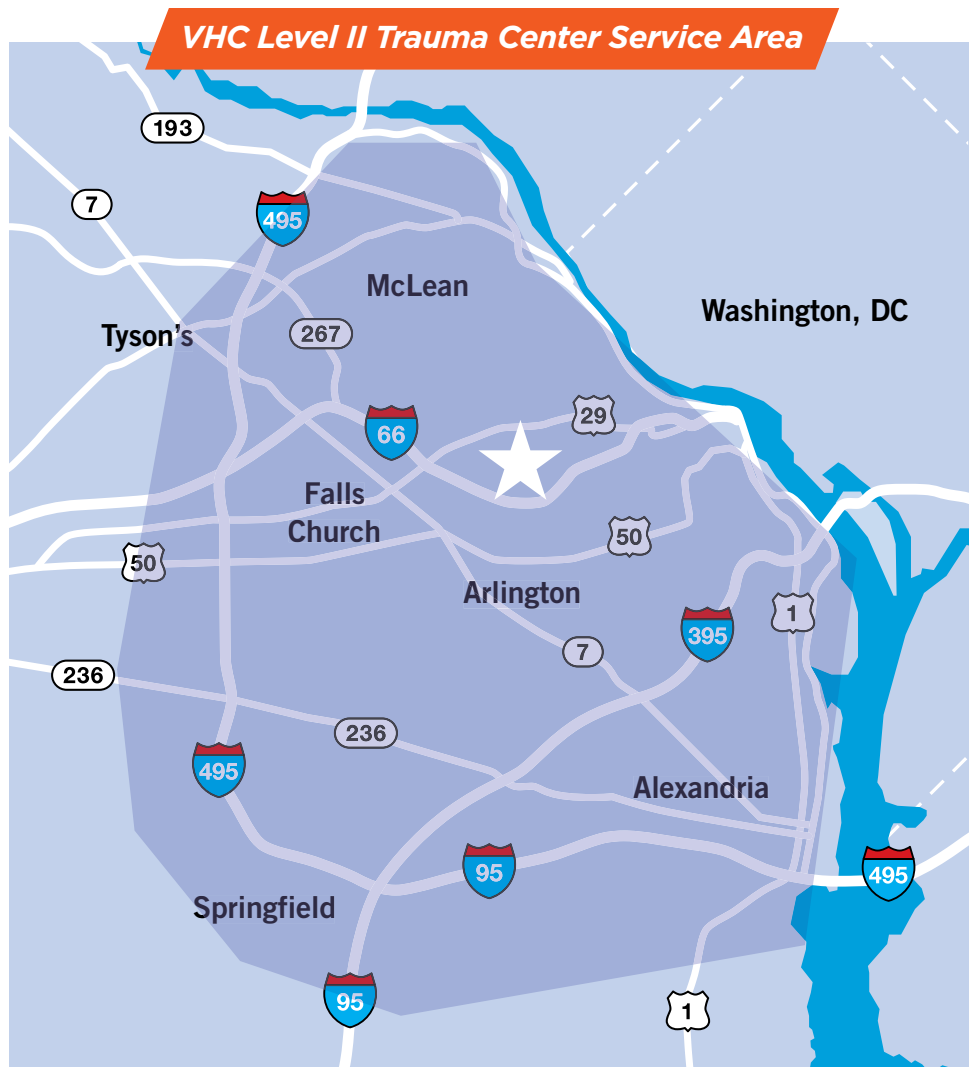 VHC Level II Trauma Center Service Area
193
7
495
McLean
Washington, DC
267
Tyson's
29
66
Falls
Church
50
50
Arlington
1
395
7
236
236
495
Alexandria
95
495
Springfield
95
1